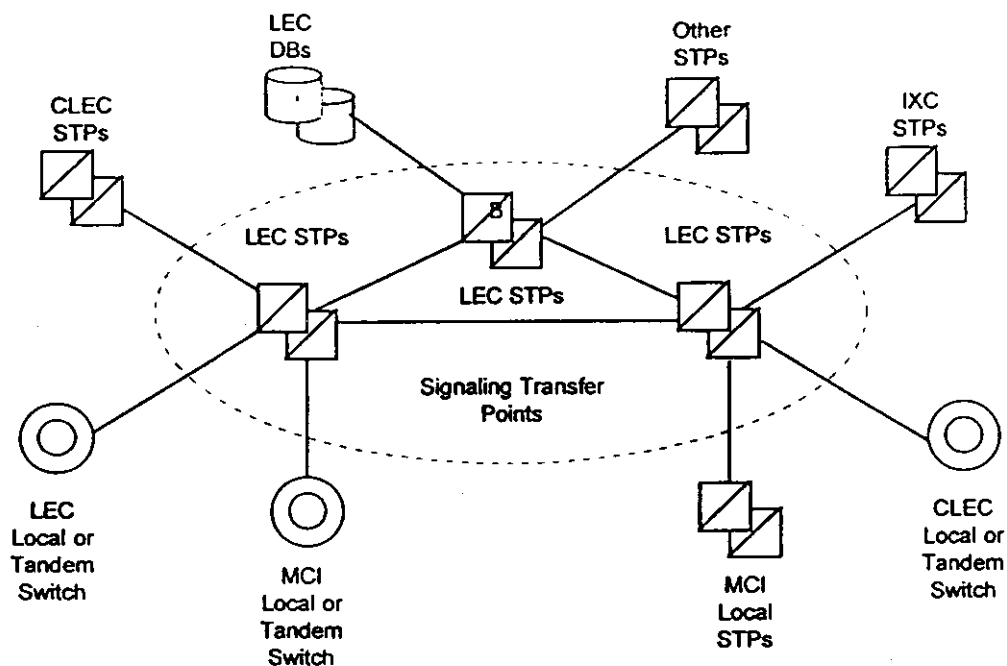 LEC
DBs
Other
STPs
CLEC
STPs
IXC
STPs
B
LEC STPs
LEC STPs
LEC STPs
Signaling Transfer
Points
LEC
Local or
Tandem
Switch
MCI
Local or
Tandem
Switch
MCI
Local
STPs
CLEC
Local or
Tandem
Switch